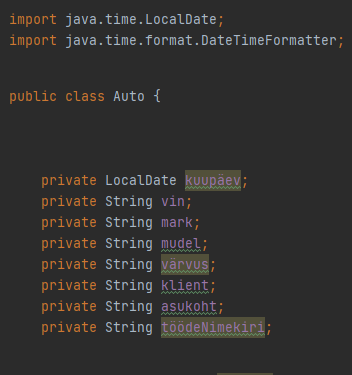 import java.time.LocalDate;
import java.time.format.DateTimeFormatter;
public class Auto {
private LocalDate kuupäev;
private String vin;
private String mark;
private String mudel;
private String värvus;
private String klient;
private String asukoht;
private String töödeNimekiri;